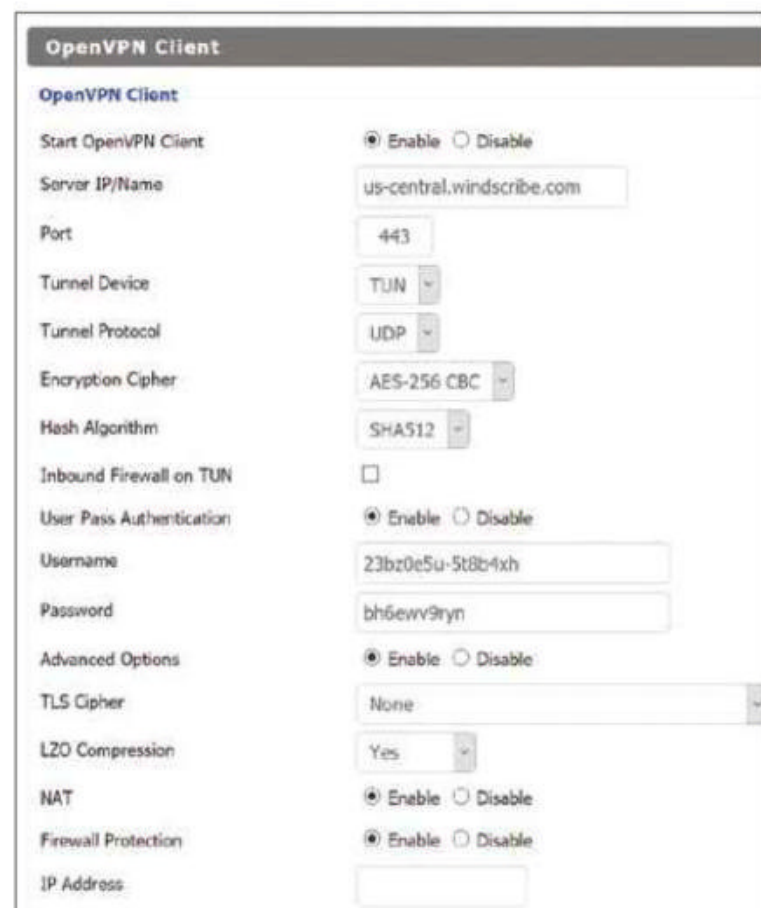 OpenVPN Client
OpenVPN Client
Start OpenVPN Client Enable Disable
Server IP/Name us-central.windscribe.com
Port 443
Tunnel Device TUN
Tunnel Protocol UDP
Encryption Cipher AES-256 CBC
Hash Algorithm SHA512
Inbound Firewall on TUN
User Pass Authentication Enable Disable
Username 23bz0e5u-5t8b4xh
Password bh6ewv9ryn
Advanced Options Enable Disable
TLS Cipher None
LZO Compression Yes
NAT Enable Disable
Firewall Protection Enable Disable
IP Address